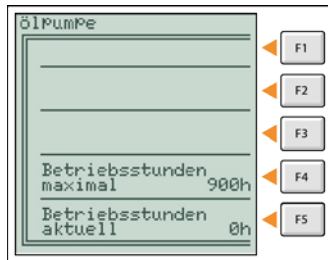 ölpumpe
F1
F2
F3
Betriebsstunden
maximal 900h
F4
Betriebsstunden
aktuell 0h
F5